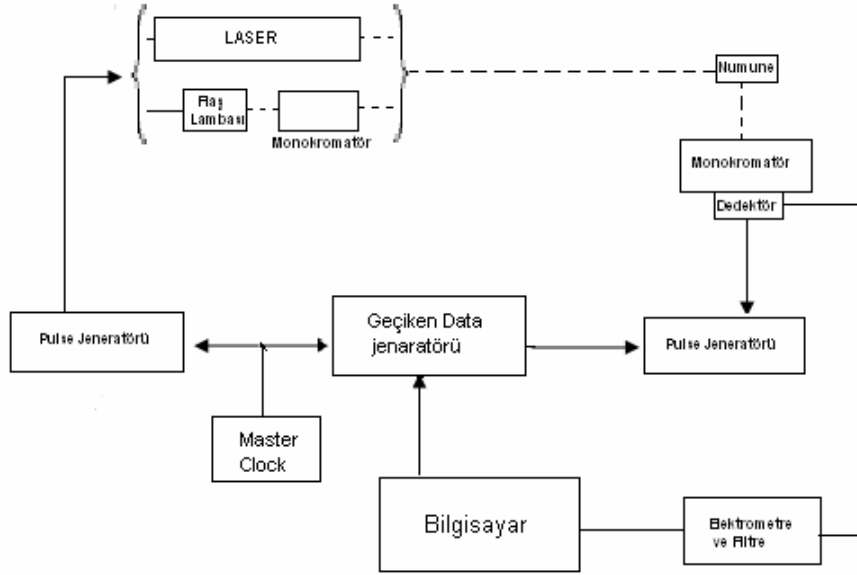 LASER
Flaş
Lambası
Monokromatör
Numune
Monokromatör
Dedektör
Pulse Jeneratörü
Geçiken Data
jenaratörü
Pulse Jeneratörü
Master
Clock
Bilgisayar
Elektrometre
ve Filtre